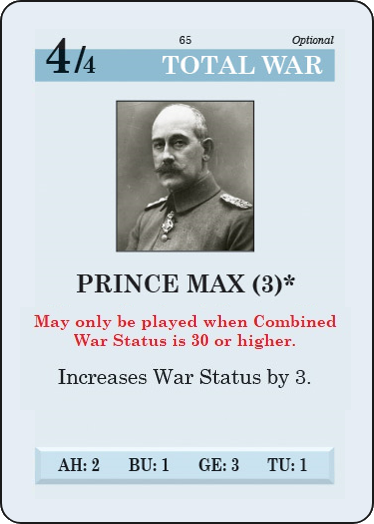 65
Optional
4/4
TOTAL WAR
PRINCE MAX (3)*
May only be played when Combined
War Status is 30 or higher.
Increases War Status by 3.
AH: 2 BU: 1 GE: 3 TU: 1